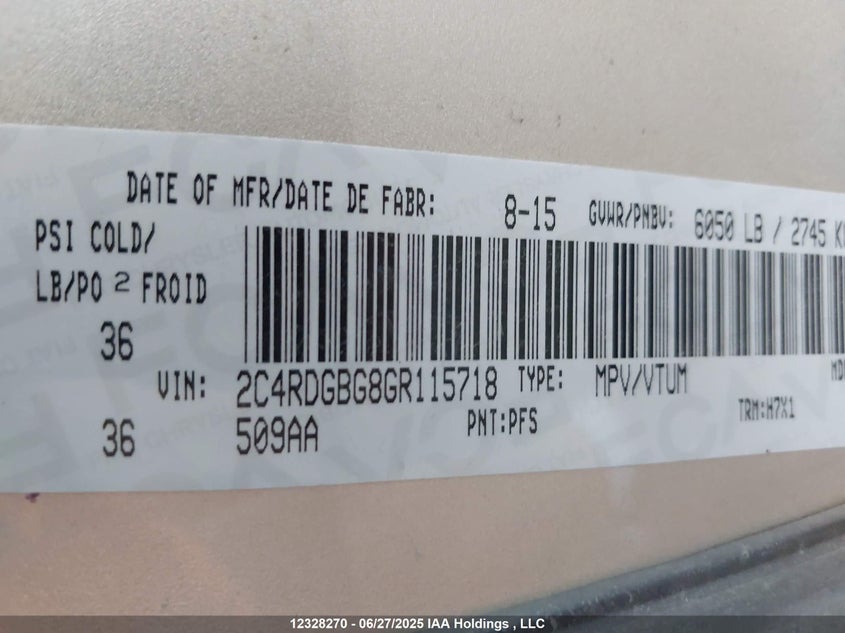 DATE OF MFR/DATE DE FABR: 8-15 GVWR/PNBV: 6050 LB / 2745
PSI COLD/
LB/PO 2 FROID
36
VIN: 2C4RDGBG8GR115718 TYPE: MPV/VTUM
36 509AA PNT:PFS TRM:H7X1
12328270 - 06/27/2025 IAA Holdings , LLC